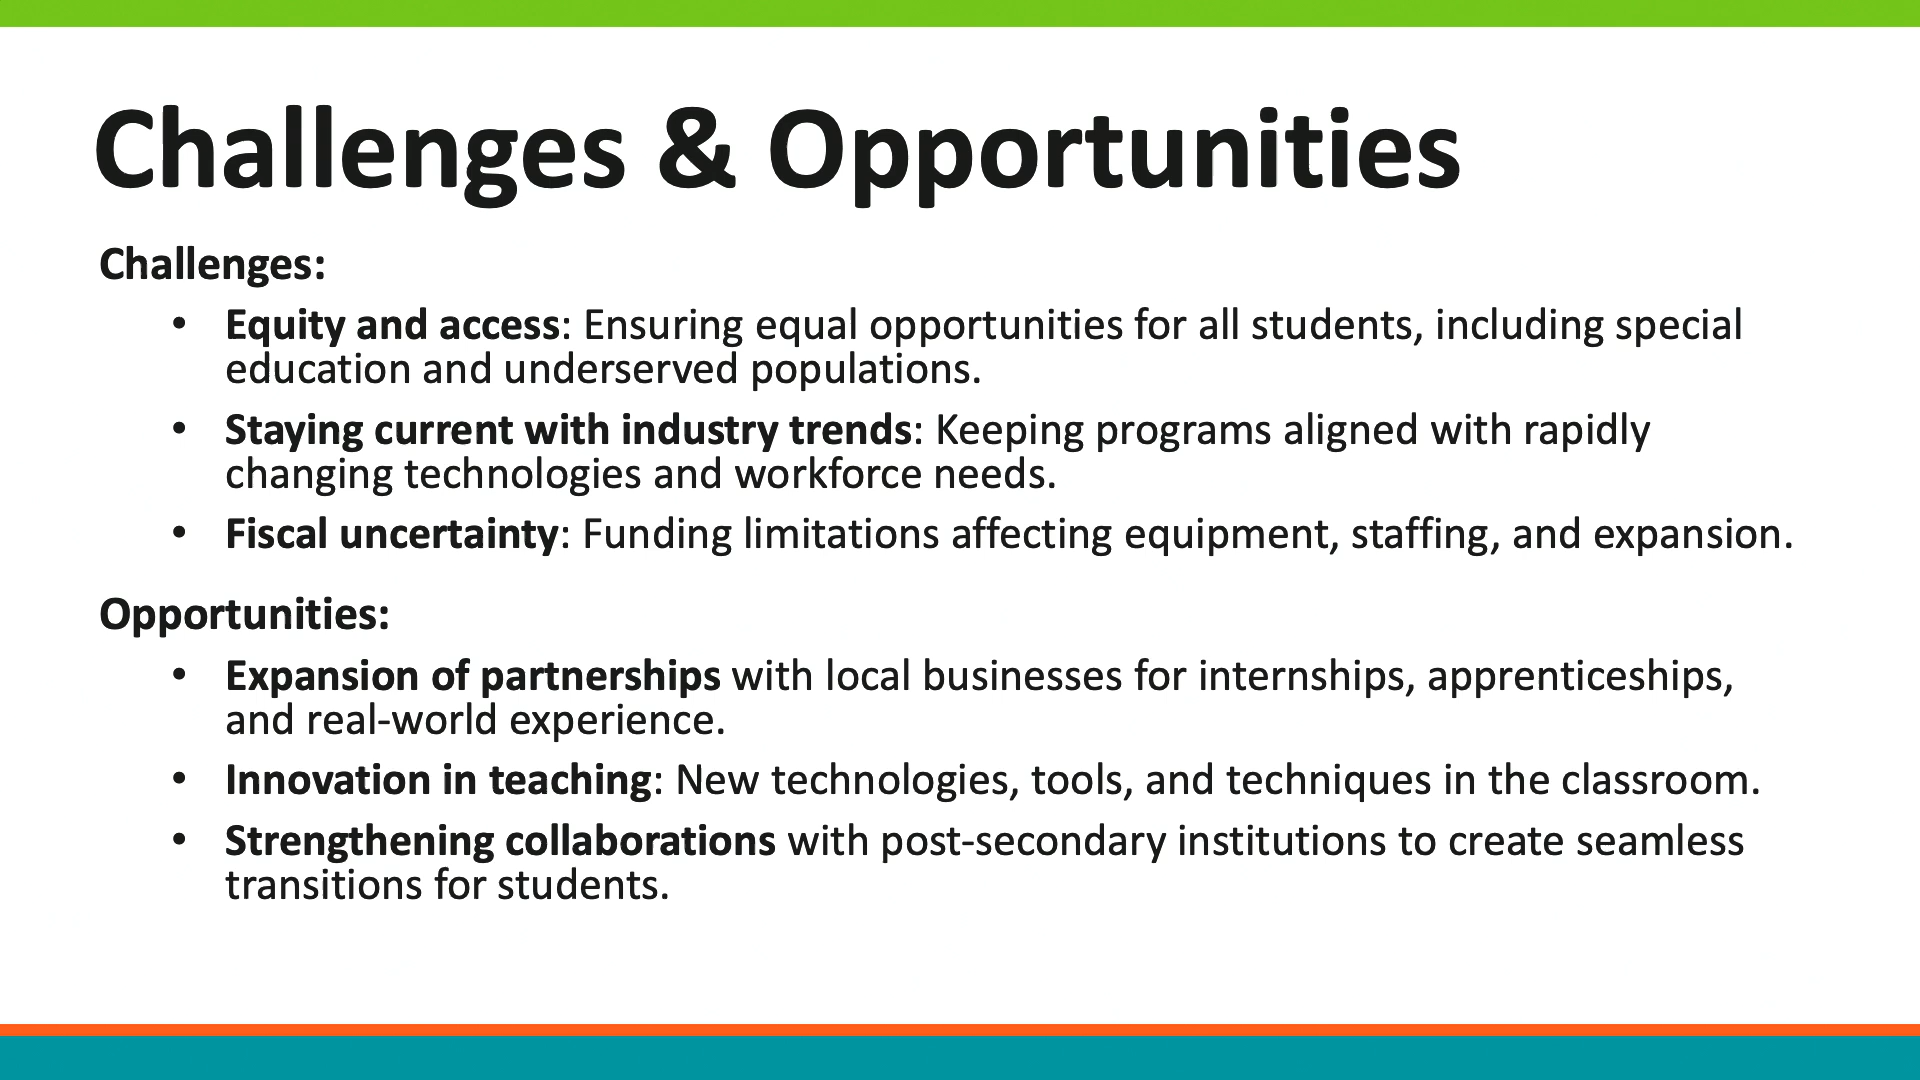 Challenges & Opportunities
Challenges:
• Equity and access: Ensuring equal opportunities for all students, including special
education and underserved populations.
• Staying current with industry trends: Keeping programs aligned with rapidly
changing technologies and workforce needs.
• Fiscal uncertainty: Funding limitations affecting equipment, staffing, and expansion.
Opportunities:
• Expansion of partnerships with local businesses for internships, apprenticeships,
and real-world experience.
• Innovation in teaching: New technologies, tools, and techniques in the classroom.
• Strengthening collaborations with post-secondary institutions to create seamless
transitions for students.